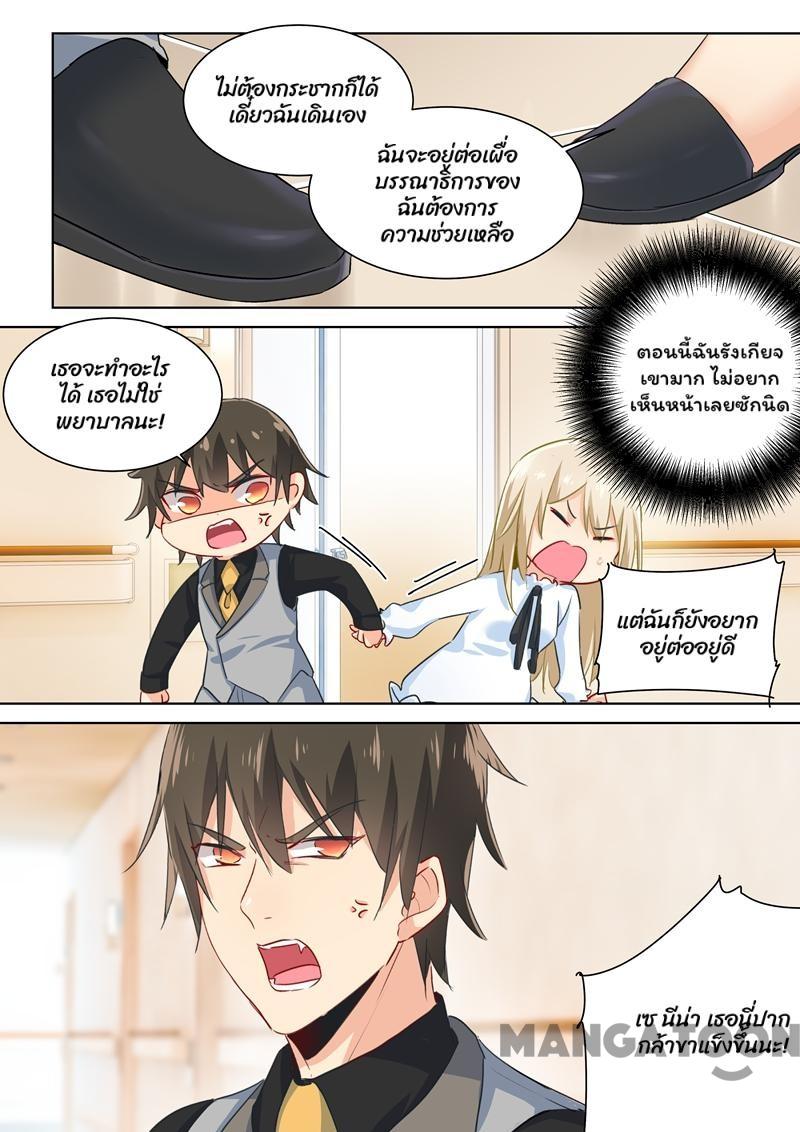 ไม่ต้องกระชากก็ได้
เดี๋ยวฉันเดินเอง
ฉันจะอยู่ต่อเผื่อ
บรรณาธิการของ
ฉันต้องการ
ความช่วยเหลือ
ตอนนี้ฉันรังเกียจ
เขามาก ไม่อยาก
เห็นหน้าเลยซักนิด
เธอจะทำอะไร
ได้ เธอไม่ใช่
พยาบาลนะ!
แต่ฉันก็ยังอยาก
อยู่ต่ออยู่ดี
เซ นีน่า เธอนี่ปาก
กล้าขาแข็งขึ้นนะ!
MANGATOON